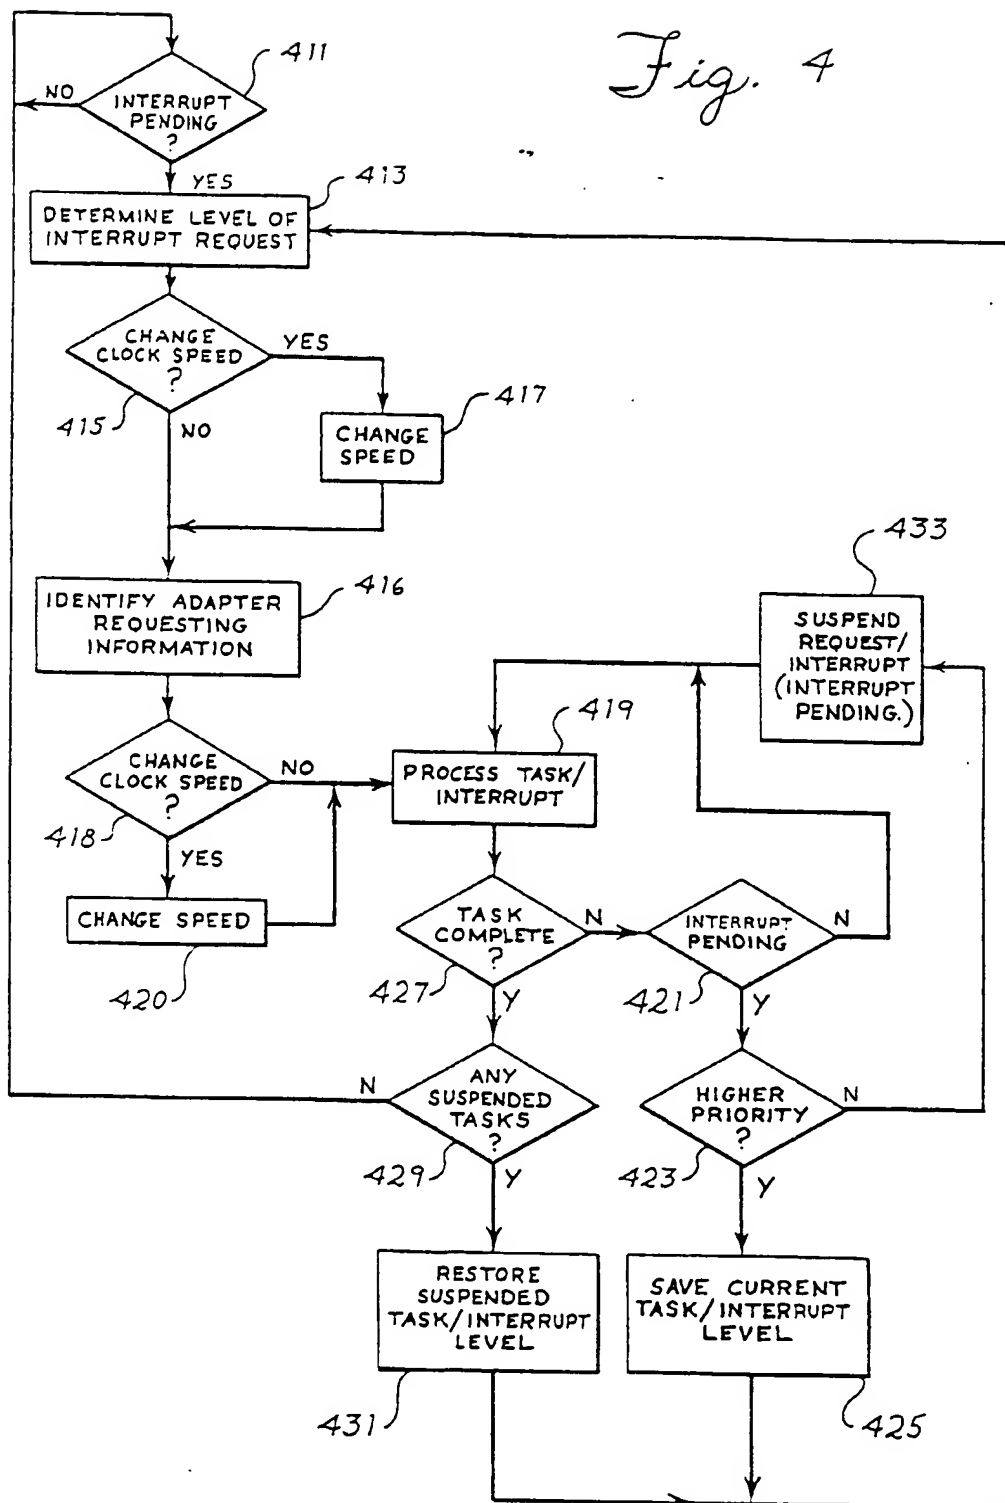 Fig. 4
411
INTERRUPT
PENDING
?
NO
YES
413
DETERMINE LEVEL OF
INTERRUPT REQUEST
CHANGE
CLOCK SPEED
?
YES
415
NO
417
CHANGE
SPEED
416
IDENTIFY ADAPTER
REQUESTING
INFORMATION
433
SUSPEND
REQUEST/
INTERRUPT
(INTERRUPT
PENDING.)
CHANGE
CLOCK SPEED
?
NO
418
YES
CHANGE SPEED
420
419
PROCESS TASK/
INTERRUPT
TASK
COMPLETE
?
N
427
Y
INTERRUPT
PENDING
N
421
Y
ANY
SUSPENDED
TASKS
?
N
429
Y
HIGHER
PRIORITY
?
N
423
Y
RESTORE
SUSPENDED
TASK/INTERRUPT
LEVEL
431
SAVE CURRENT
TASK/INTERRUPT
LEVEL
425